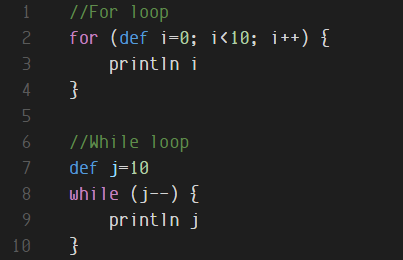 1 //For loop
2 for (def i=0; i<10; i++) {
3     println i
4 }
5
6 //While loop
7 def j=10
8 while (j--) {
9     println j
10 }